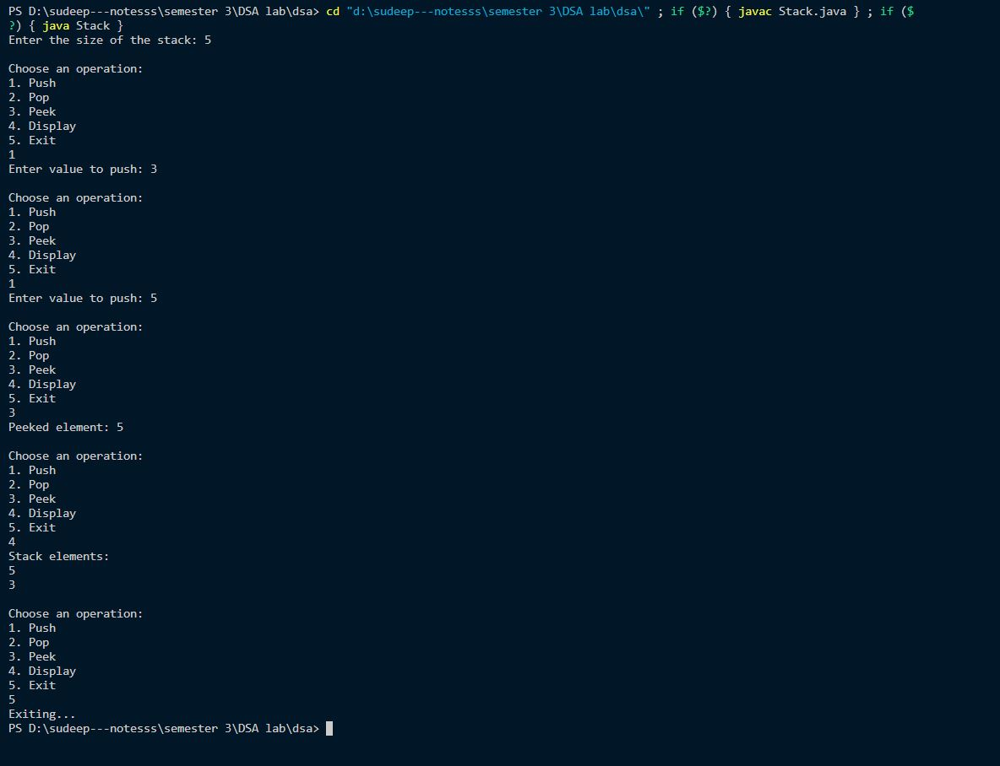 PS D:\sudeep---notesss\semester 3\DSA lab\dsa> cd "d:\sudeep---notesss\semester 3\DSA lab\dsa\" ; if ($?) { javac Stack.java } ; if ($
?) { java Stack }
Enter the size of the stack: 5

Choose an operation:
1. Push
2. Pop
3. Peek
4. Display
5. Exit
1
Enter value to push: 3

Choose an operation:
1. Push
2. Pop
3. Peek
4. Display
5. Exit
1
Enter value to push: 5

Choose an operation:
1. Push
2. Pop
3. Peek
4. Display
5. Exit
3
Peeked element: 5

Choose an operation:
1. Push
2. Pop
3. Peek
4. Display
5. Exit
4
Stack elements:
5
3

Choose an operation:
1. Push
2. Pop
3. Peek
4. Display
5. Exit
5
Exiting...
PS D:\sudeep---notesss\semester 3\DSA lab\dsa>